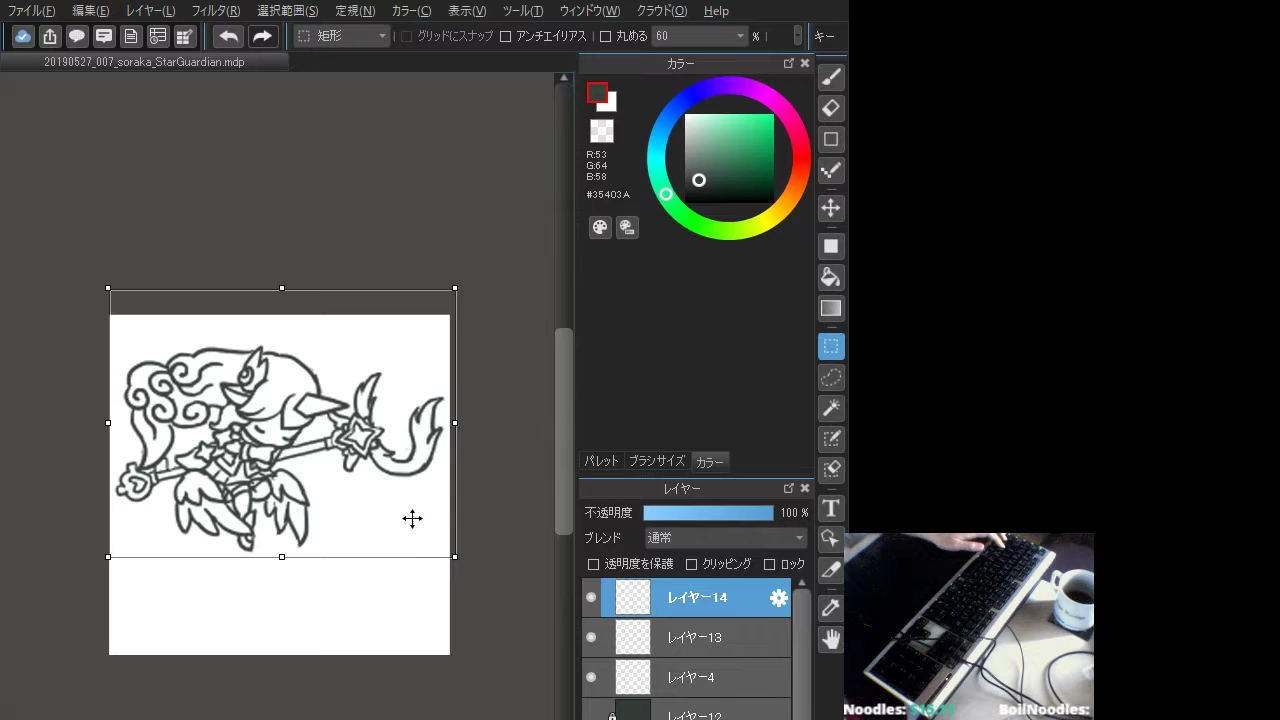 ファイル(F) 編集(E) レイヤー(L) フィルタ(R) 選択範囲(S) 定規(N) カラー(C) 表示(V) ツール(T) ウィンドウ(W) クラウド(O) Help
矩形 グリッドにスナップ アンチエイリアス 丸める 60 % キー
20190527_007_soraka_StarGuardian.mdp
カラー
R:53
G:64
B:58
#35403A
パレット ブラシサイズ カラー
レイヤー
不透明度 100 %
ブレンド 通常
透明度を保護 クリッピング ロック
レイヤー14
レイヤー13
レイヤー4
レイヤー12
T
Noodles: $15.11 BoilNoodles: